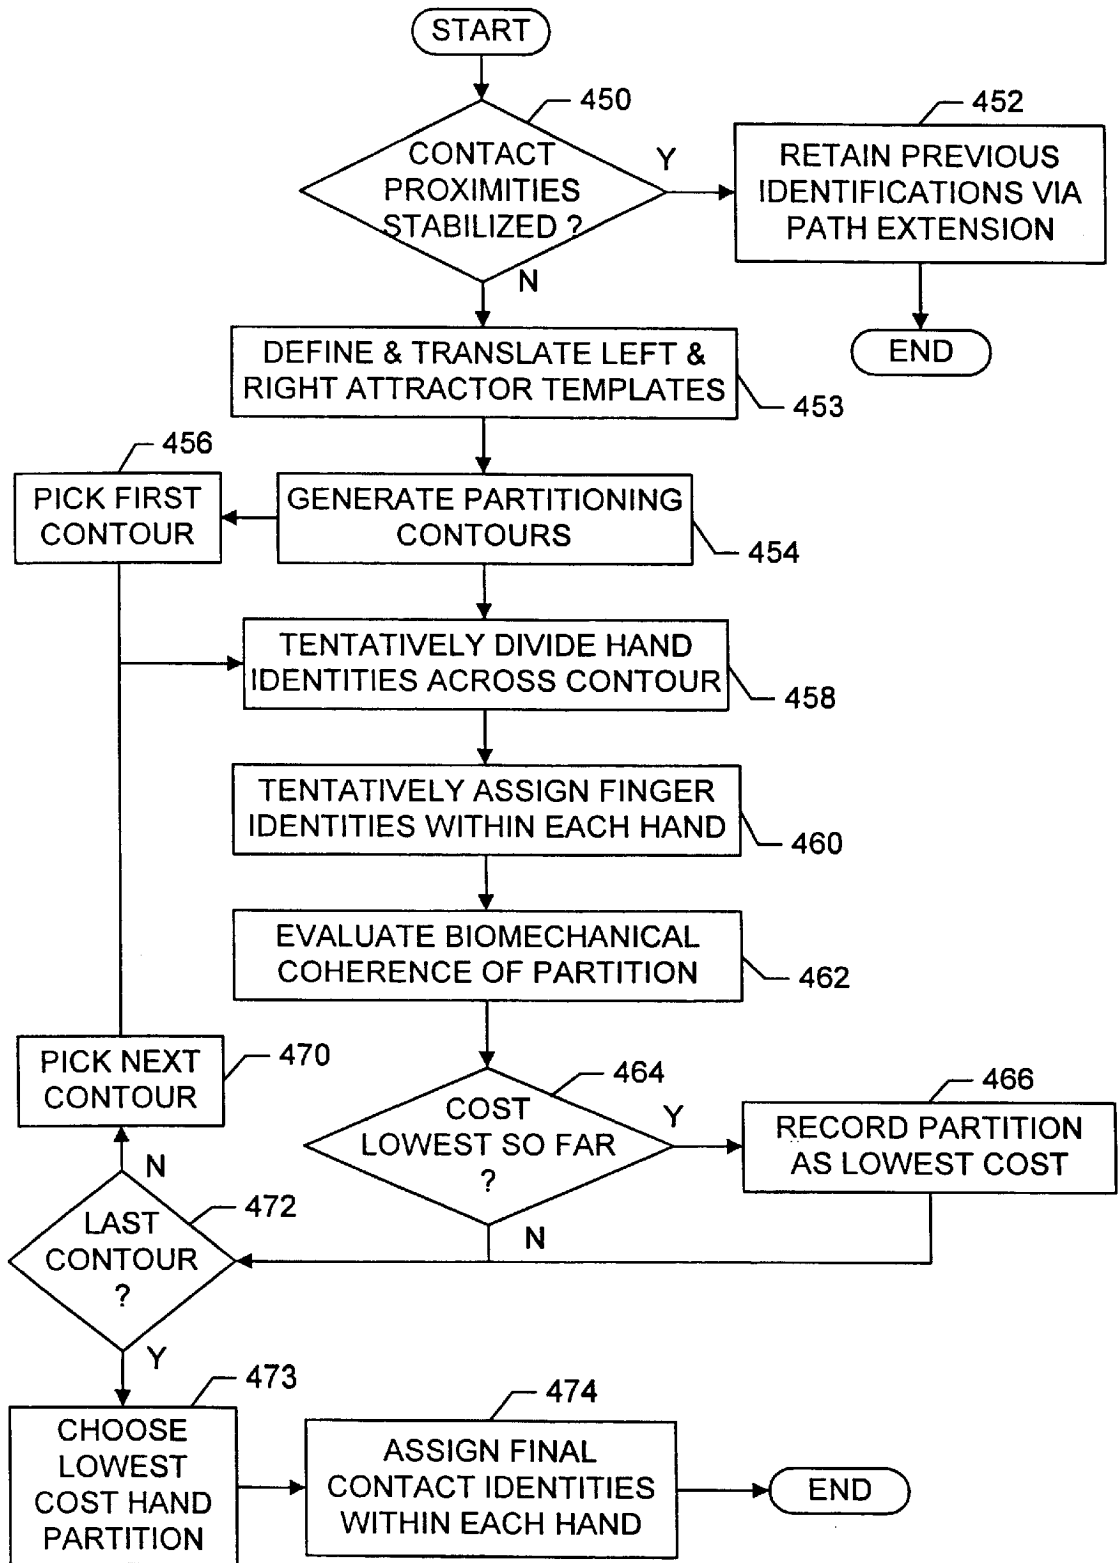 START
450
CONTACT
PROXIMITIES
STABILIZED ?
Y
N
452
RETAIN PREVIOUS
IDENTIFICATIONS VIA
PATH EXTENSION
END
DEFINE & TRANSLATE LEFT &
RIGHT ATTRACTOR TEMPLATES
453
456
PICK FIRST
CONTOUR
GENERATE PARTITIONING
CONTOURS
454
TENTATIVELY DIVIDE HAND
IDENTITIES ACROSS CONTOUR
458
TENTATIVELY ASSIGN FINGER
IDENTITIES WITHIN EACH HAND
460
EVALUATE BIOMECHANICAL
COHERENCE OF PARTITION
462
PICK NEXT
CONTOUR
470
464
COST
LOWEST SO FAR
?
Y
N
466
RECORD PARTITION
AS LOWEST COST
N
472
LAST
CONTOUR
?
Y
473
CHOOSE
LOWEST
COST HAND
PARTITION
474
ASSIGN FINAL
CONTACT IDENTITIES
WITHIN EACH HAND
END